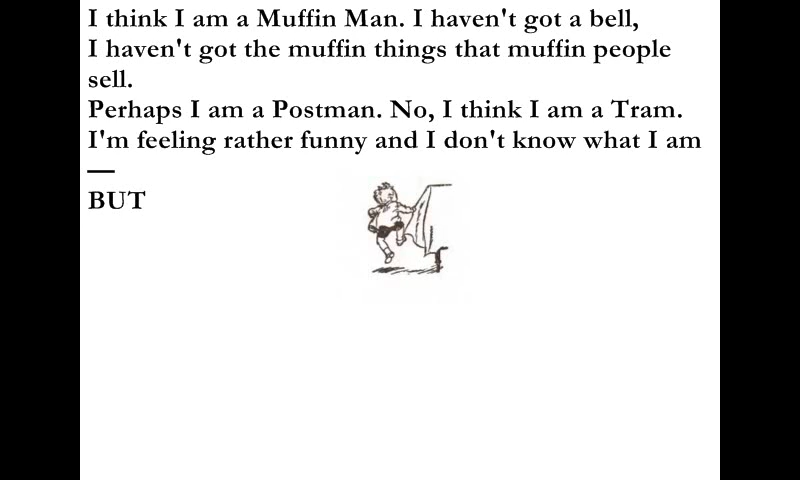 I think I am a Muffin Man. I haven't got a bell,
I haven't got the muffin things that muffin people
sell.
Perhaps I am a Postman. No, I think I am a Tram.
I'm feeling rather funny and I don't know what I am
—
BUT